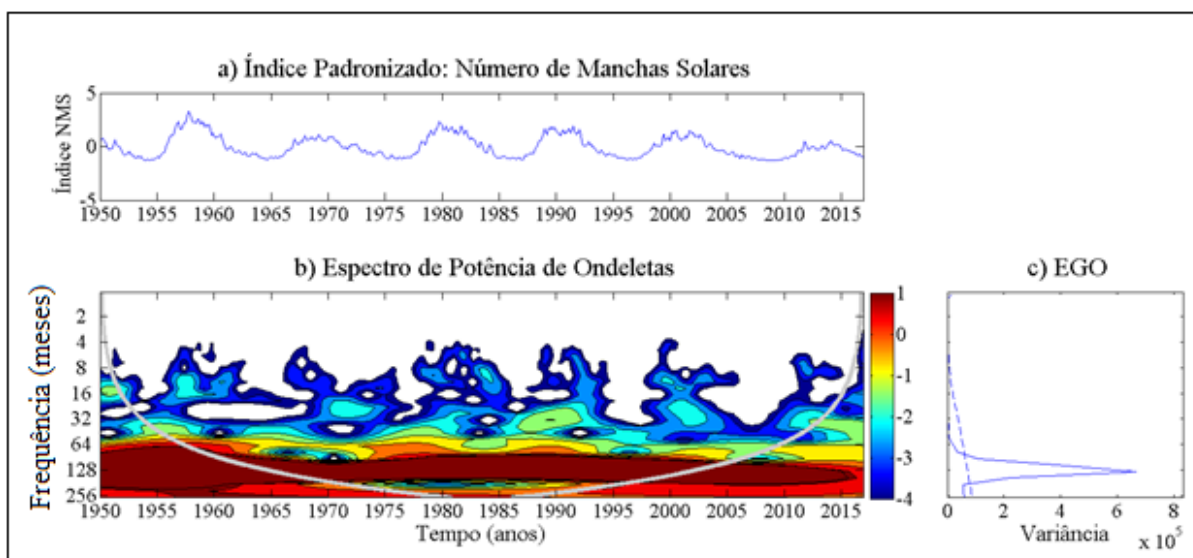 a) Índice Padronizado: Número de Manchas Solares
Índice NMS
5
0
-5
1950 1955 1960 1965 1970 1975 1980 1985 1990 1995 2000 2005 2010 2015
b) Espectro de Potência de Ondeletas
Frequência (meses)
2
4
8
16
32
64
128
256
1950 1955 1960 1965 1970 1975 1980 1985 1990 1995 2000 2005 2010 2015
Tempo (anos)
1
0
-1
-2
-3
-4
c) EGO
0 2 4 6 8
Variância
x 10⁵